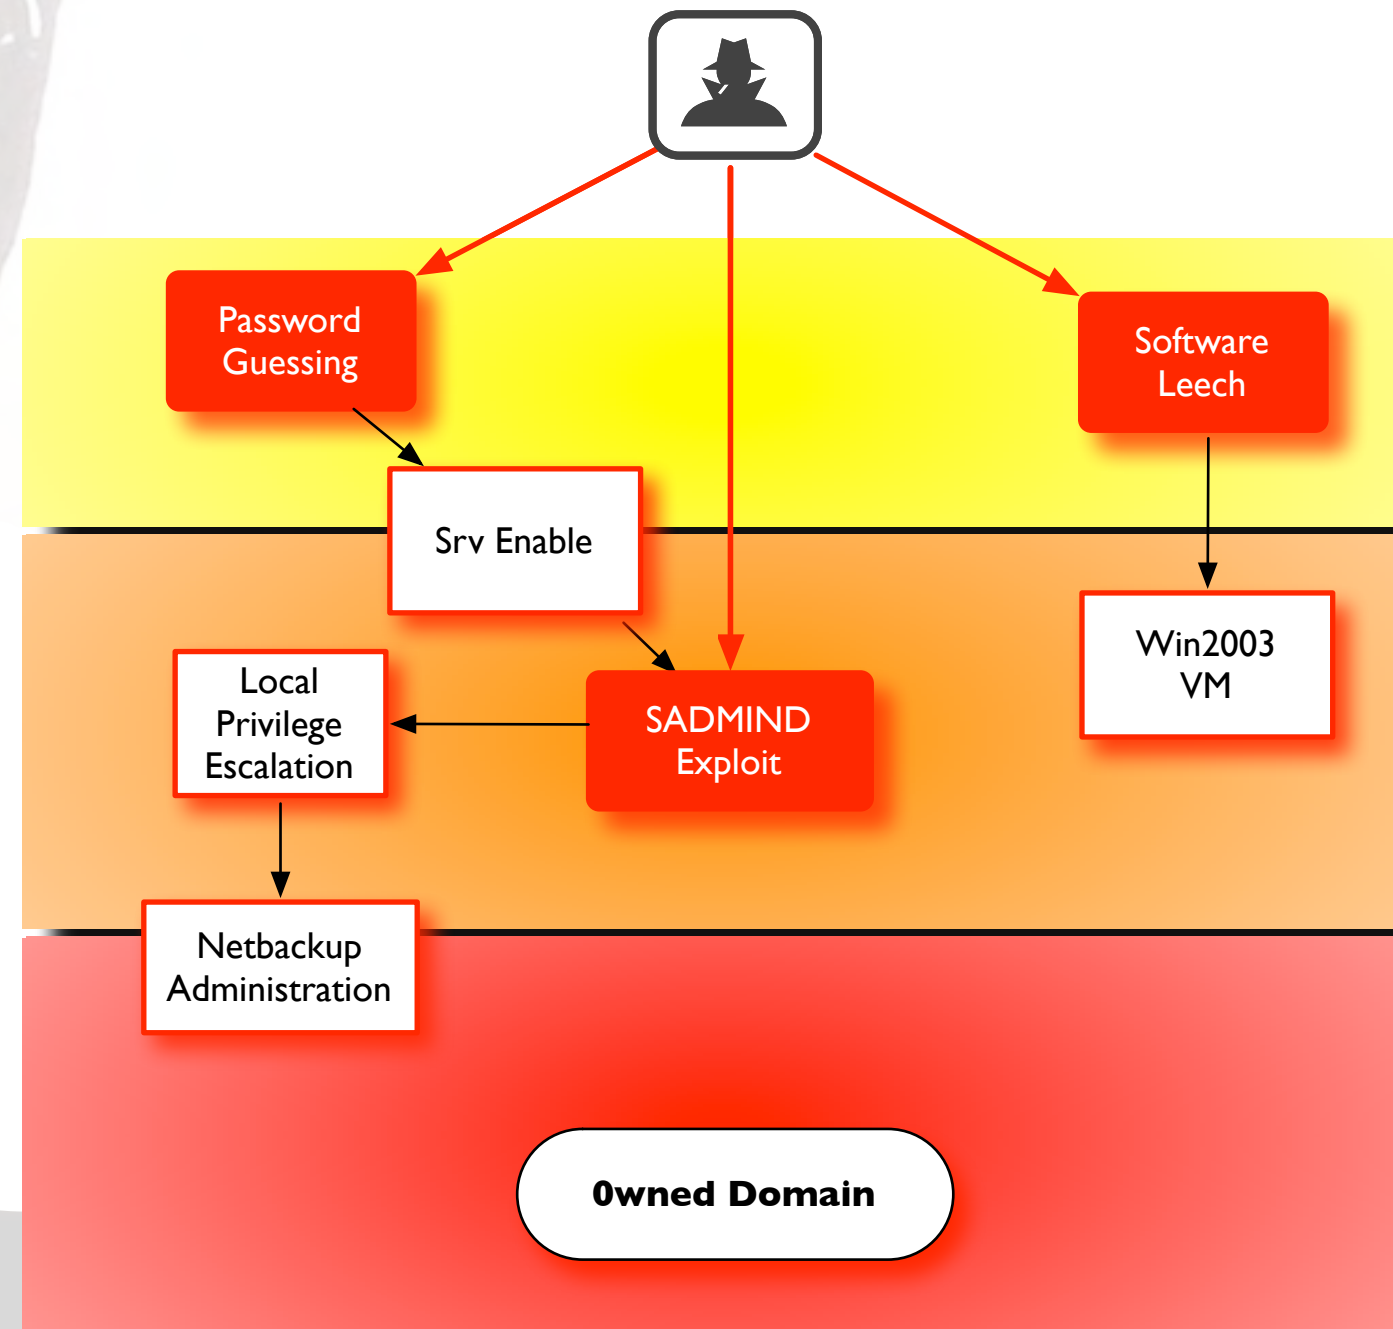 Password
Guessing
Software
Leech
Srv Enable
Win2003
VM
Local
Privilege
Escalation
SADMIND
Exploit
Netbackup
Administration
0wned Domain